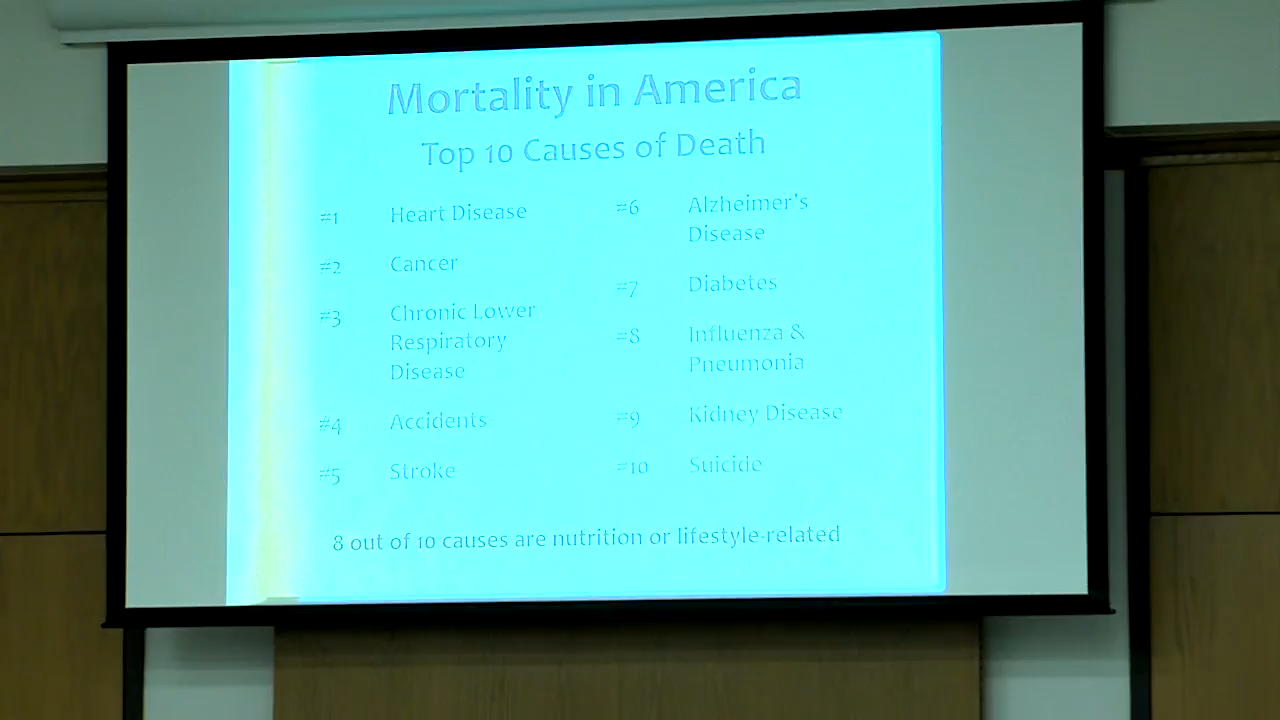 Mortality in America
Top 10 Causes of Death
#1 Heart Disease
#2 Cancer
#3 Chronic Lower
Respiratory
Disease
#4 Accidents
#5 Stroke
#6 Alzheimer's
Disease
#7 Diabetes
#8 Influenza &
Pneumonia
#9 Kidney Disease
#10 Suicide
8 out of 10 causes are nutrition or lifestyle-related